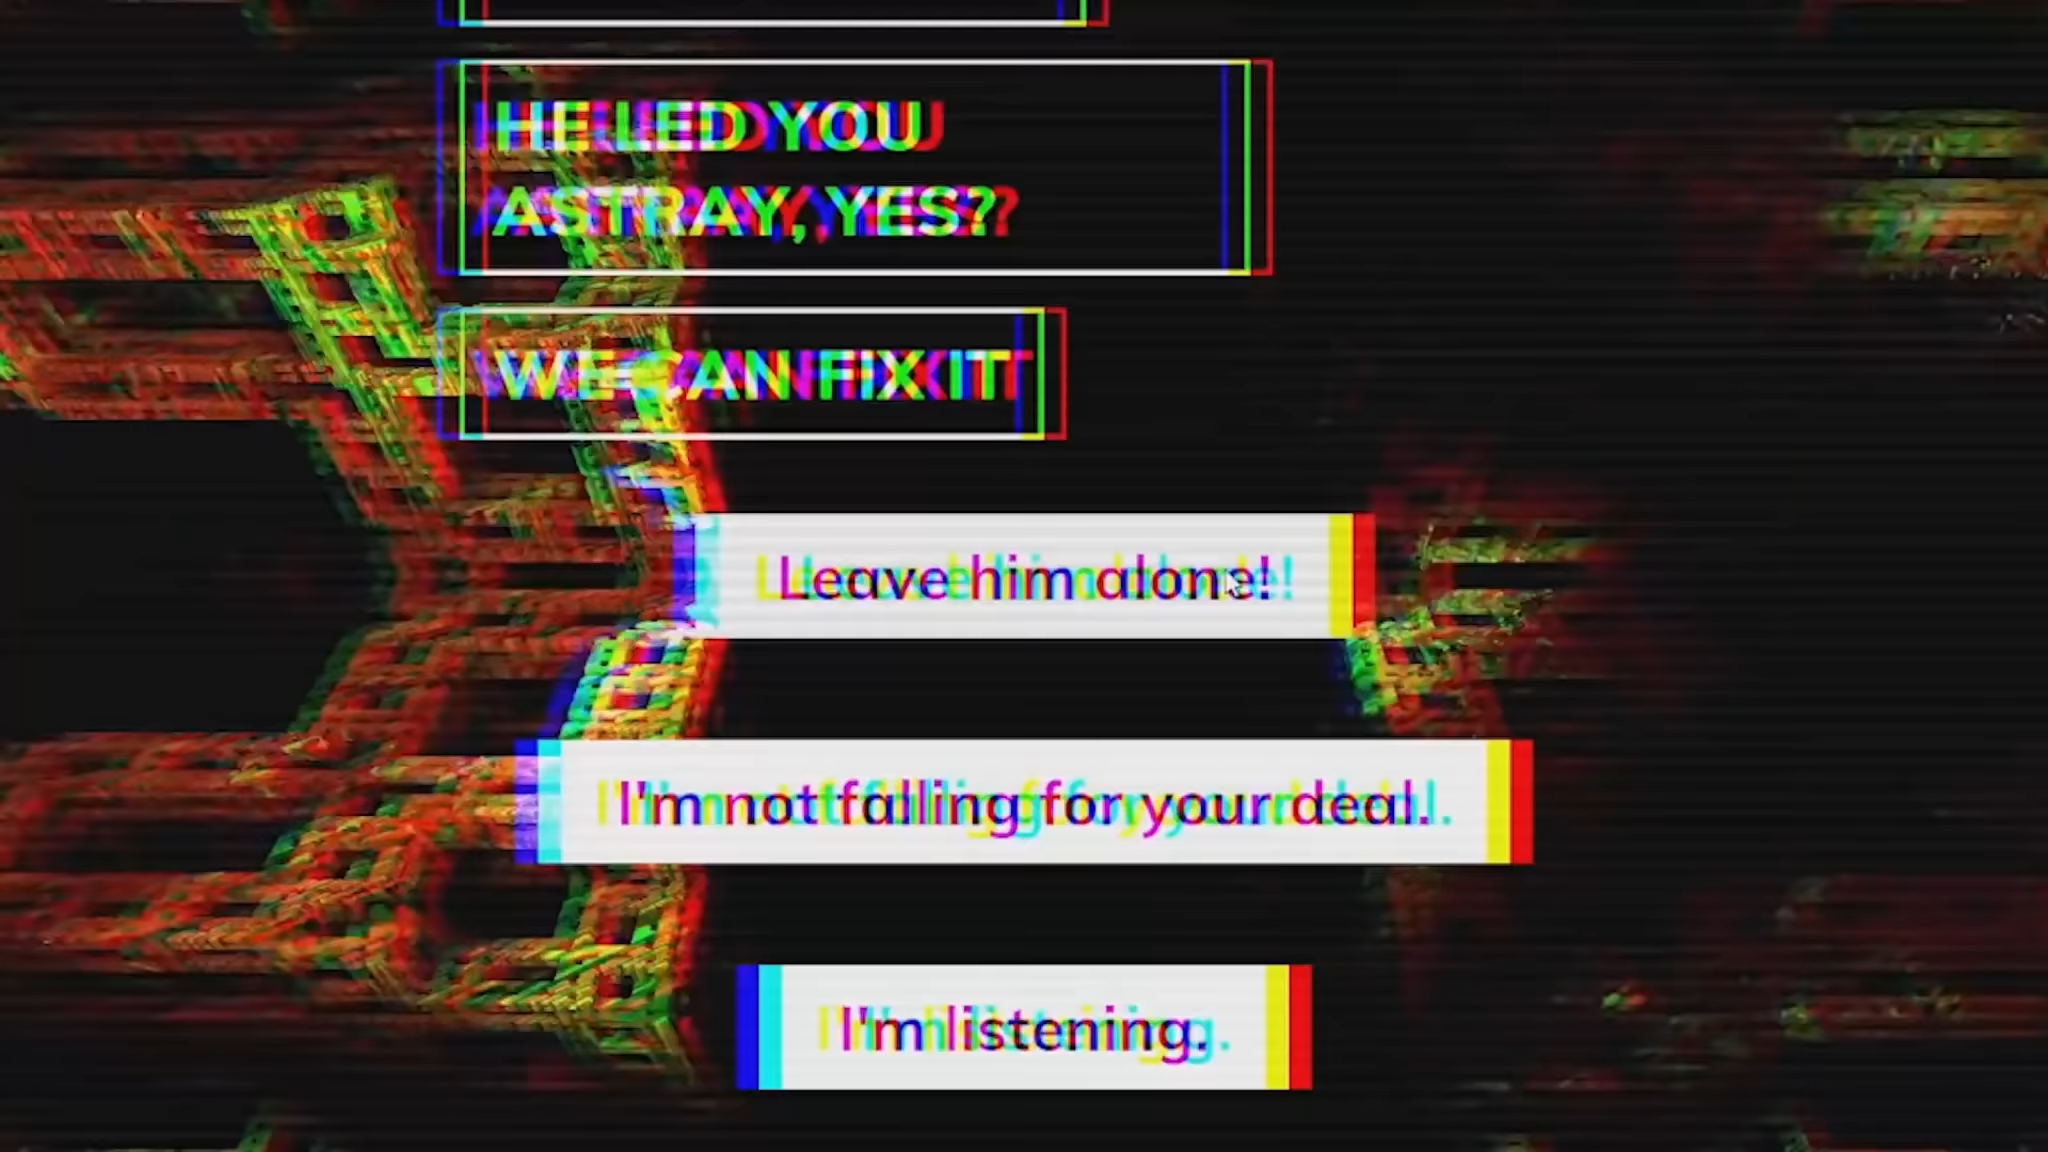 HE LED YOU
ASTRAY, YES?
WE CAN FIX IT
Leave him alone!
I'm not falling for your deal.
I'm listening.